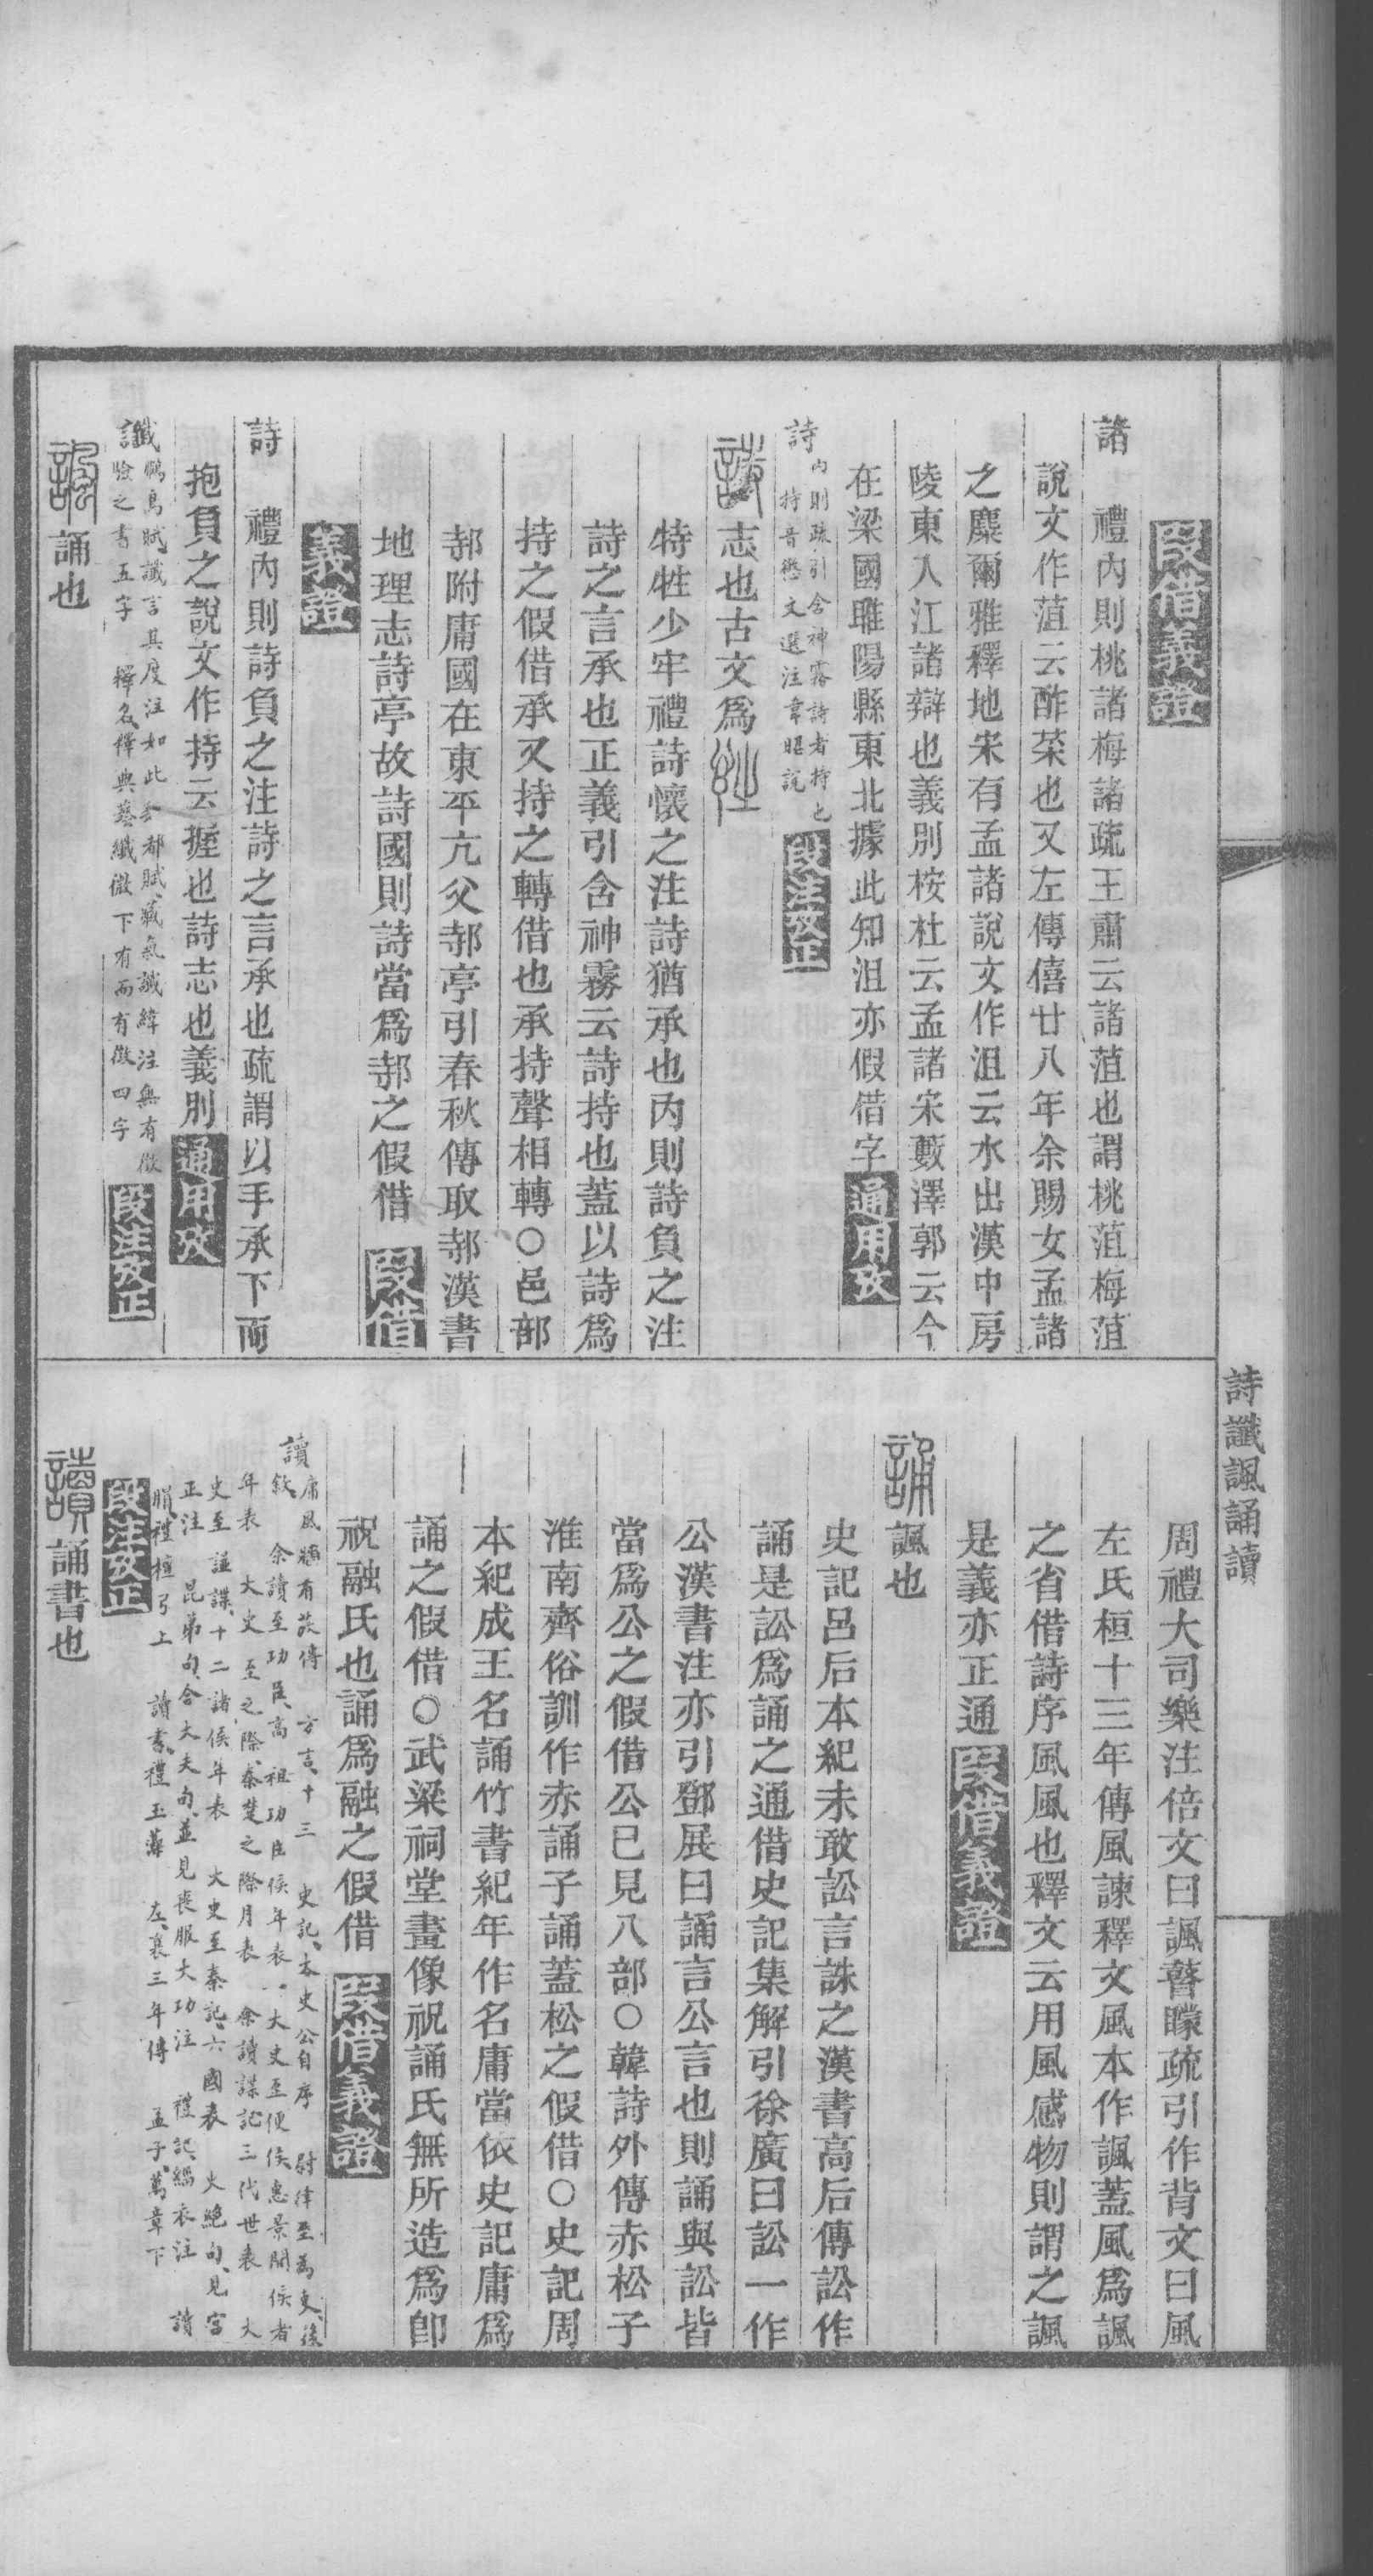 叚借義證
諸　禮內則桃諸梅諸疏王肅云諸菹也謂桃菹梅菹
說文作菹云酢菜也又左傳僖廿八年余賜女孟諸
之麋爾雅釋地宋有孟諸說文作沮云水出漢中房
陵東入江諸辯也義別桉杜云孟諸宋藪澤郭云今
在梁國睢陽縣東北據此知沮亦假借字通用攷
詩內則疏引含神霧詩者持也
持音懲文選注韋昭說段注攷正
詩志也古文爲𧥳
特牲少牢禮詩懷之注詩猶承也內則詩負之注
詩之言承也正義引含神霧云詩持也蓋以詩爲
持之假借承又持之轉借也承持聲相轉○邑部
邿附庸國在東平亢父邿亭引春秋傳取邿漢書
地理志詩亭故詩國則詩當爲邿之假借叚借
義證
詩　禮內則詩負之注詩之言承也疏謂以手承下而
抱負之說文作持云握也詩志也義別通用攷
讖鵩鳥賦讖言其度注如此 都賦藏氣讖緯注無有徵
驗之書五字　釋名釋典藝纖微下有而有徵四字段注攷正
諷誦也
周禮大司樂注倍文曰諷瞽矇疏引作背文曰風
左氏桓十三年傳風諫釋文風本作諷蓋風爲諷
之省借詩序風風也釋文云用風感物則謂之諷
是義亦正通叚借義證
誦諷也
史記呂后本紀未敢訟言誅之漢書高后傳訟作
誦是訟爲誦之通借史記集解引徐廣曰訟一作
公漢書注亦引鄧展曰誦言公言也則誦與訟皆
當爲公之假借公已見八部○韓詩外傳赤松子
淮南齊俗訓作赤誦子誦蓋松之假借○史記周
本紀成王名誦竹書紀年作名庸當依史記庸爲
誦之假借○武梁祠堂畫像祝誦氏無所造爲卽
祝融氏也誦爲融之假借叚借義證
讀庸風牆有茨傳　方言十三　史記太史公自序　尉律至爲吏後
敘　余讀至功臣高祖功臣侯年表　大史至便侯惠景間侯者
年表　大史至之際秦楚之際月表　余讀諜記三代世表　大
史至諡諜十二諸侯年表　大史至秦記六國表　火絕句見宮
正注　昆弟句合大夫句並見喪服大功注　禮記緇衣注　讀
賵禮檀弓上　讀書禮玉藻　左襄三年傳　孟子萬章下
段注攷正
讀誦書也
詩讖諷誦讀